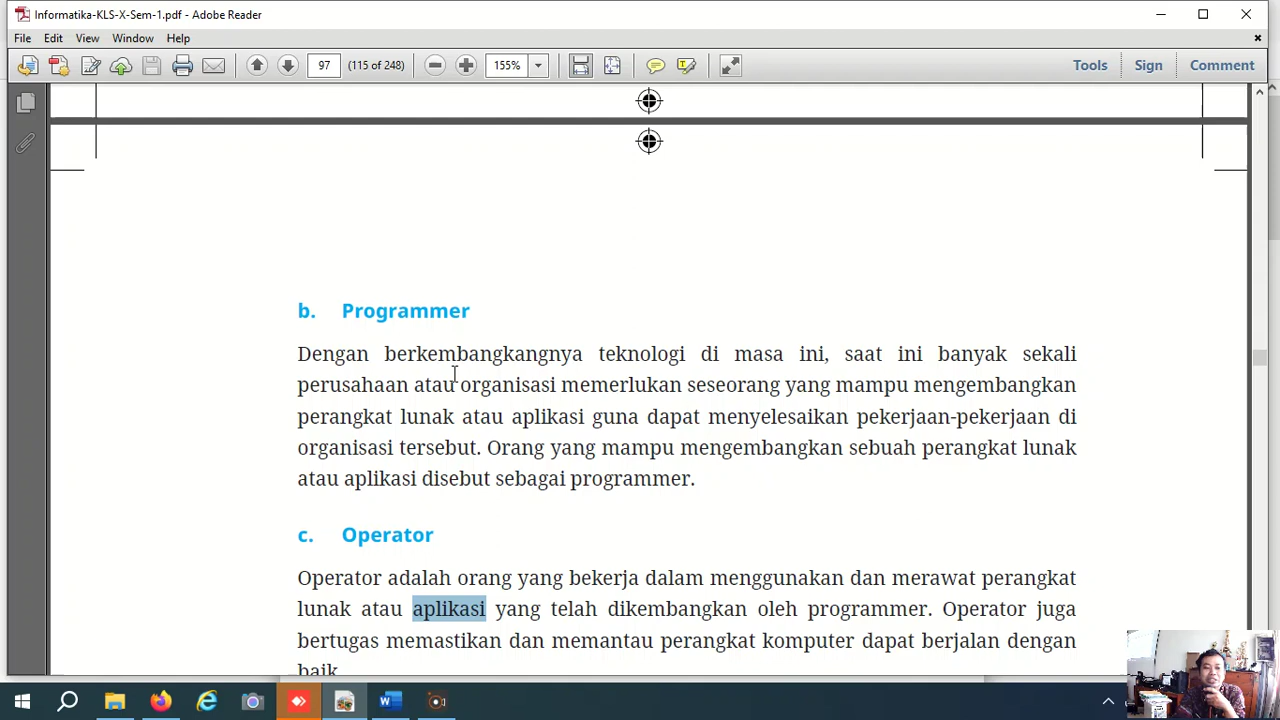 Informatika-KLS-X-Sem-1.pdf - Adobe Reader
File Edit View Window Help
97 (115 of 248) 155% Tools Sign Comment
b. Programmer
Dengan berkembangkangnya teknologi di masa ini, saat ini banyak sekali
perusahaan atau organisasi memerlukan seseorang yang mampu mengembangkan
perangkat lunak atau aplikasi guna dapat menyelesaikan pekerjaan-pekerjaan di
organisasi tersebut. Orang yang mampu mengembangkan sebuah perangkat lunak
atau aplikasi disebut sebagai programmer.
c. Operator
Operator adalah orang yang bekerja dalam menggunakan dan merawat perangkat
lunak atau aplikasi yang telah dikembangkan oleh programmer. Operator juga
bertugas memastikan dan memantau perangkat komputer dapat berjalan dengan
baik.